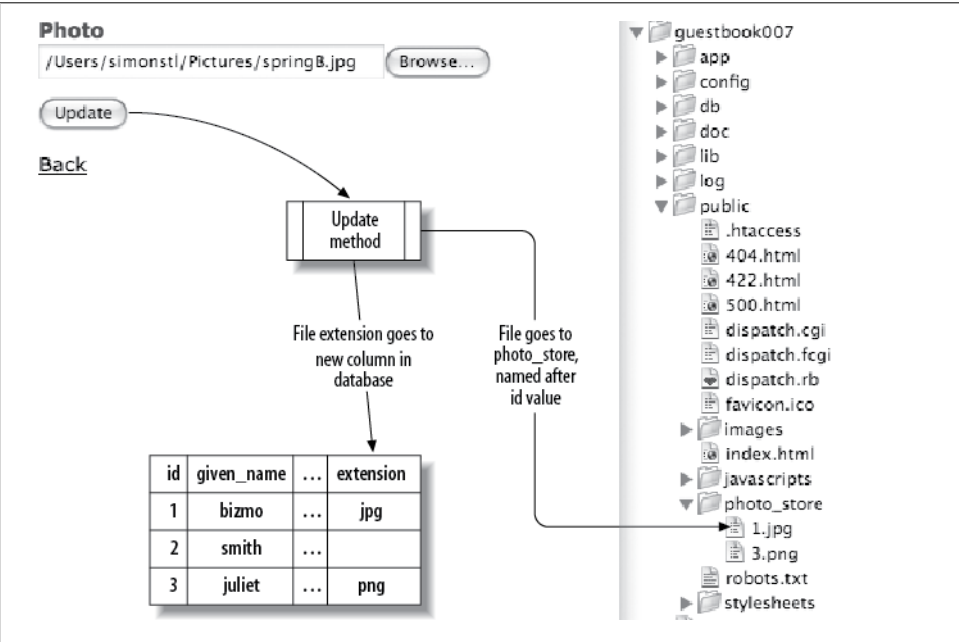 Photo
/Users/simonstl/Pictures/springB.jpg
Browse...
Update
Back
Update
method
File extension goes to
new column in
database
File goes to
photo_store,
named after
id value
id given_name ... extension
1 bizmo ... jpg
2 smith ...
3 juliet ... png
guestbook007
app
config
db
doc
lib
log
public
.htaccess
404.html
422.html
500.html
dispatch.cgi
dispatch.fcgi
dispatch.rb
favicon.ico
images
index.html
javascripts
photo_store
1.jpg
3.png
robots.txt
stylesheets